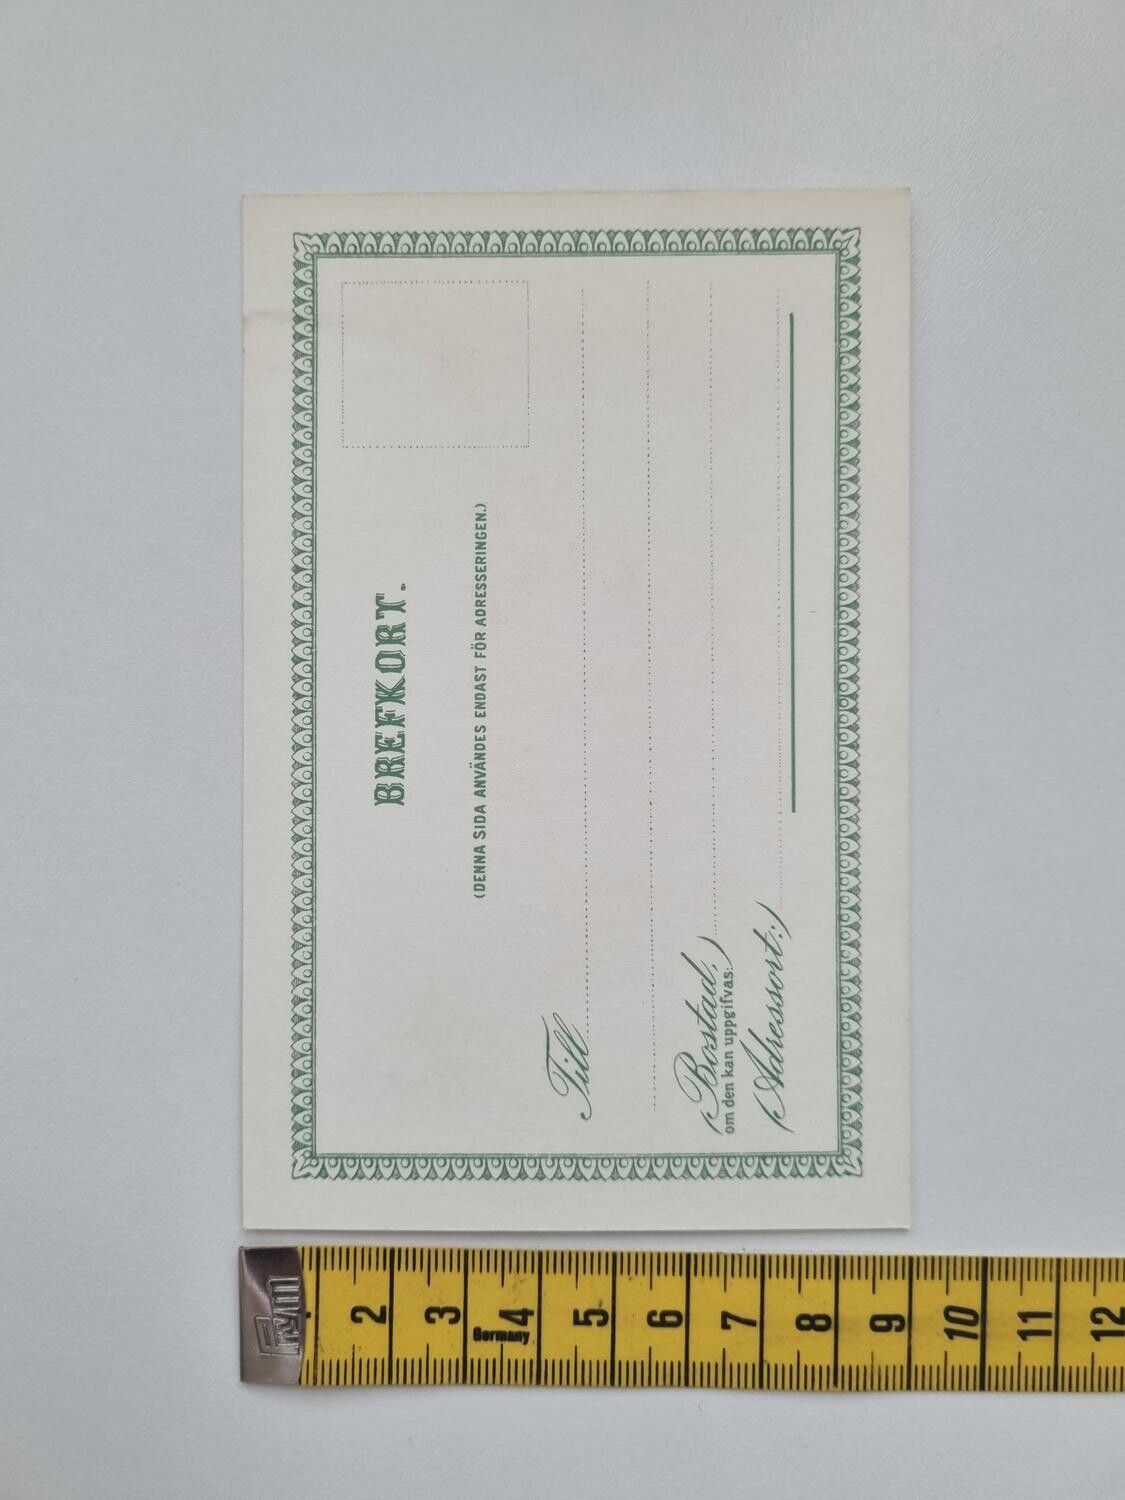 BREFKORT.
(DENNA SIDA ANVÄNDES ENDAST FÖR ADRESSERINGEN.)
Till
(Bostad,)
om den kan uppgifvas:
(Adressort:)
Prym
2 3 4 5 6 7 8 9 10 11 12
Germany